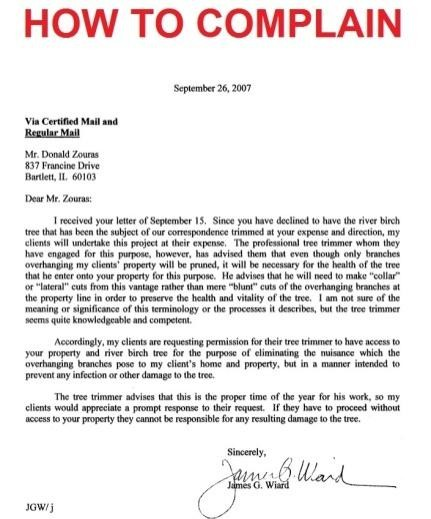 HOW TO COMPLAIN
September 26, 2007
Via Certified Mail and
Regular Mail
Mr. Donald Zouras
837 Francine Drive
Bartlett, IL 60103
Dear Mr. Zouras:
I received your letter of September 15. Since you have declined to have the river birch
tree that has been the subject of our correspondence trimmed at your expense and direction, my
clients will undertake this project at their expense. The professional tree trimmer whom they
have engaged for this purpose, however, has advised them that even though only branches
overhanging my clients' property will be pruned, it will be necessary for the health of the tree
that he enter onto your property for this purpose. He advises that he will need to make "collar"
or "lateral" cuts from this vantage rather than mere "blunt" cuts of the overhanging branches at
the property line in order to preserve the health and vitality of the tree. I am not sure of the
meaning or significance of this terminology or the processes it describes, but the tree trimmer
seems quite knowledgeable and competent.
Accordingly, my clients are requesting permission for their tree trimmer to have access to
your property and river birch tree for the purpose of eliminating the nuisance which the
overhanging branches pose to my client's home and property, but in a manner intended to
prevent any infection or other damage to the tree.
The tree trimmer advises that this is the proper time of the year for his work, so my
clients would appreciate a prompt response to their request. If they have to proceed without
access to your property they cannot be responsible for any resulting damage to the tree.
Sincerely,
James G. Wiard
James G. Wiard
JGW/j